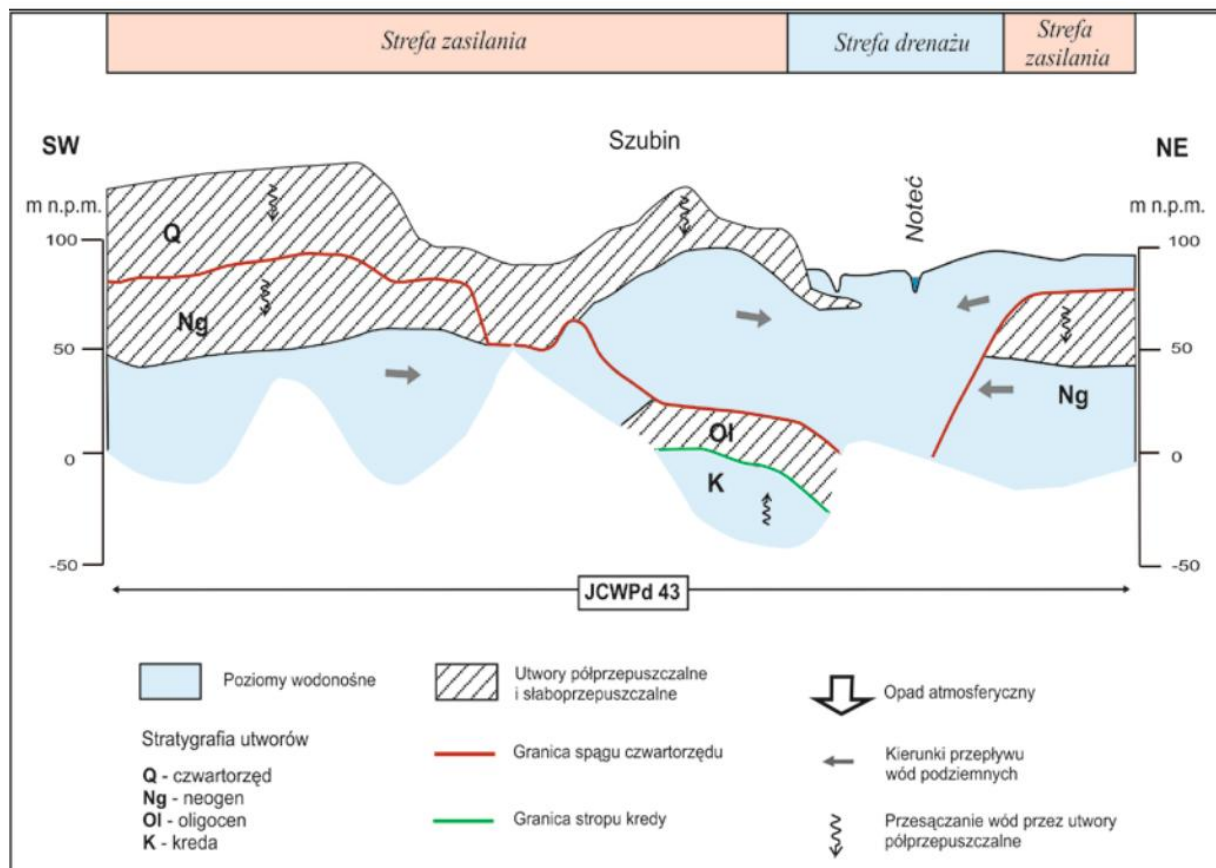 Strefa zasilania
Strefa drenażu
Strefa
zasilania
SW
Szubin
NE
m n.p.m.
Noteć
m n.p.m.
100
100
Q
Ng
50
50
Ng
Ol
0
0
K
-50
-50
JCWPd 43
Poziomy wodonośne
Utwory półprzepuszczalne
i słaboprzepuszczalne
Opad atmosferyczny
Stratygrafia utworów
Q - czwartorzęd
Ng - neogen
Ol - oligocen
K - kreda
Granica spągu czwartorzędu
Granica stropu kredy
Kierunki przepływu
wód podziemnych
Przesączanie wód przez utwory
półprzepuszczalne